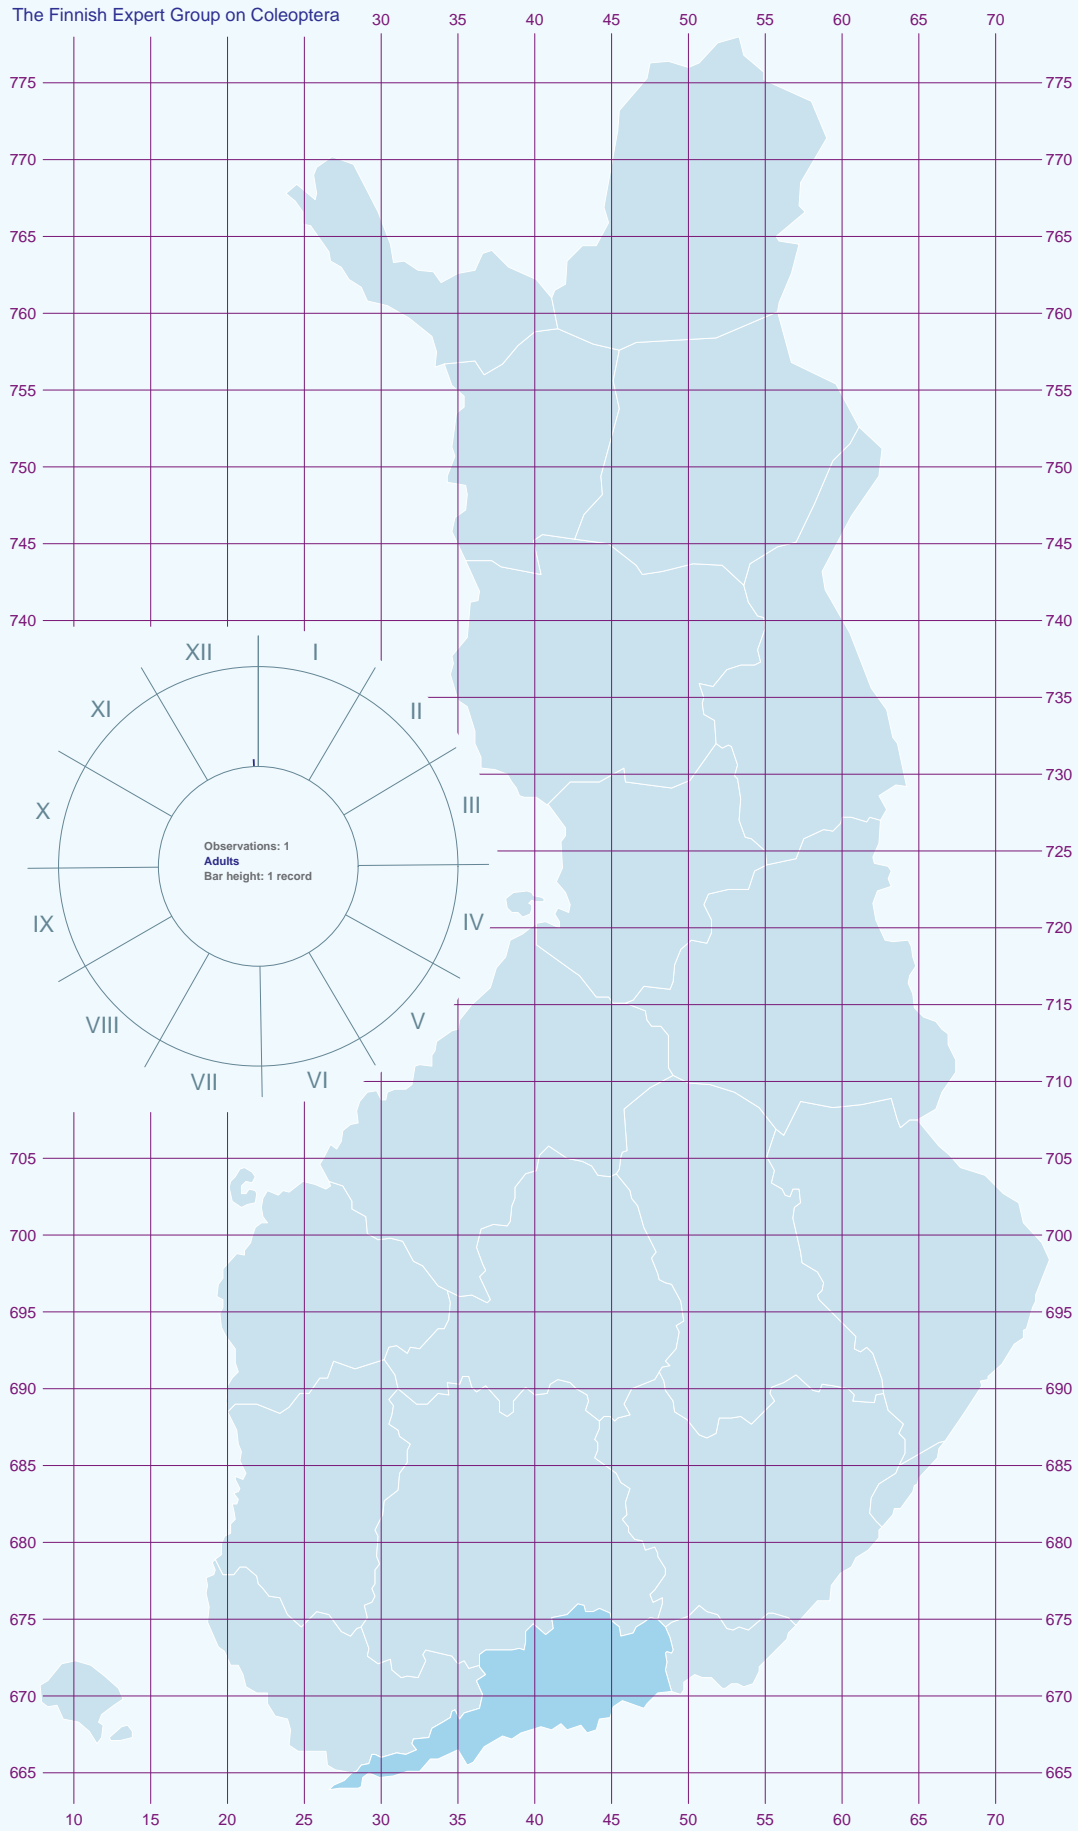 The Finnish Expert Group on Coleoptera
30 35 40 45 50 55 60 65 70
775 775
770 770
765 765
760 760
755 755
750 750
745 745
740 740
XII I
XI II
735
730
X III
725
Observations: 1
Adults
Bar height: 1 record
IX IV
720
715
VIII V
VII VI
710
705 705
700 700
695 695
690 690
685 685
680 680
675 675
670 670
665 665
10 15 20 25 30 35 40 45 50 55 60 65 70